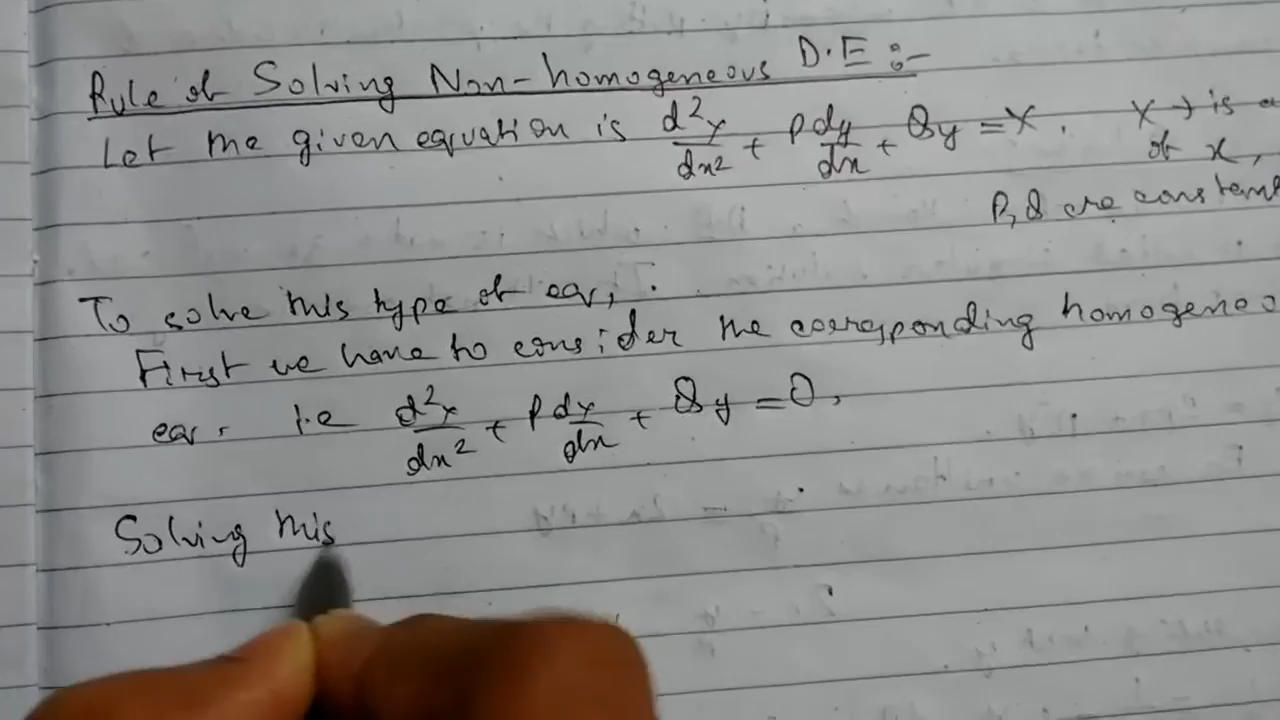 Rule of Solving Non-homogeneous D.E :-
Let the given equation is d²y/dx² + P dy/dx + Qy = X. X → is a
of x,
P, Q are constant
To solve this type of eqn, .
First we have to consider the corresponding homogeneo
eqn. i.e d²y/dx² + P dy/dx + Qy = 0,
Solving this